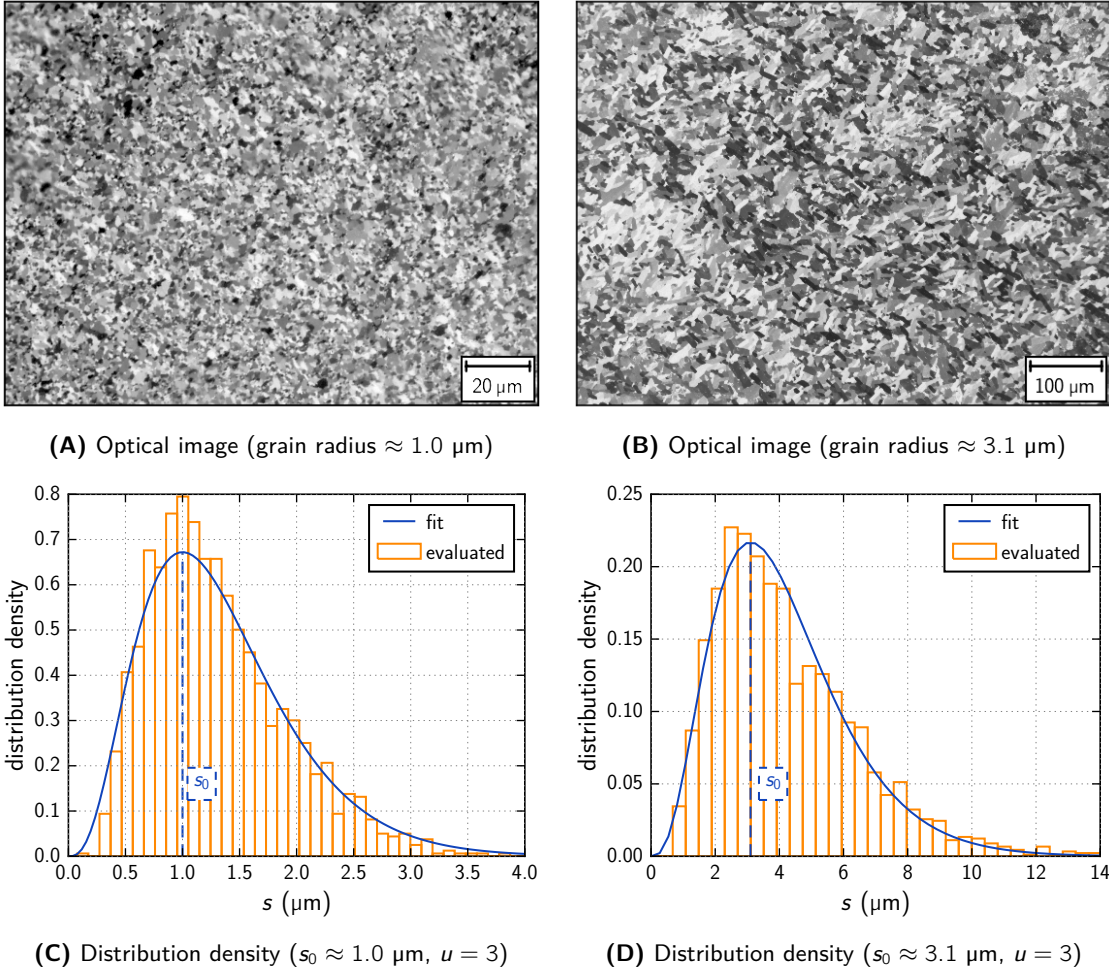 20 µm
100 µm
(A) Optical image (grain radius ≈ 1.0 µm)
(B) Optical image (grain radius ≈ 3.1 µm)
0.8
0.7
0.6
0.5
0.4
0.3
0.2
0.1
0.0
distribution density
fit
evaluated
s₀
0.0 0.5 1.0 1.5 2.0 2.5 3.0 3.5 4.0
s (µm)
0.25
0.20
0.15
0.10
0.05
0.00
distribution density
fit
evaluated
s₀
0 2 4 6 8 10 12 14
s (µm)
(C) Distribution density (s₀ ≈ 1.0 µm, u = 3)
(D) Distribution density (s₀ ≈ 3.1 µm, u = 3)